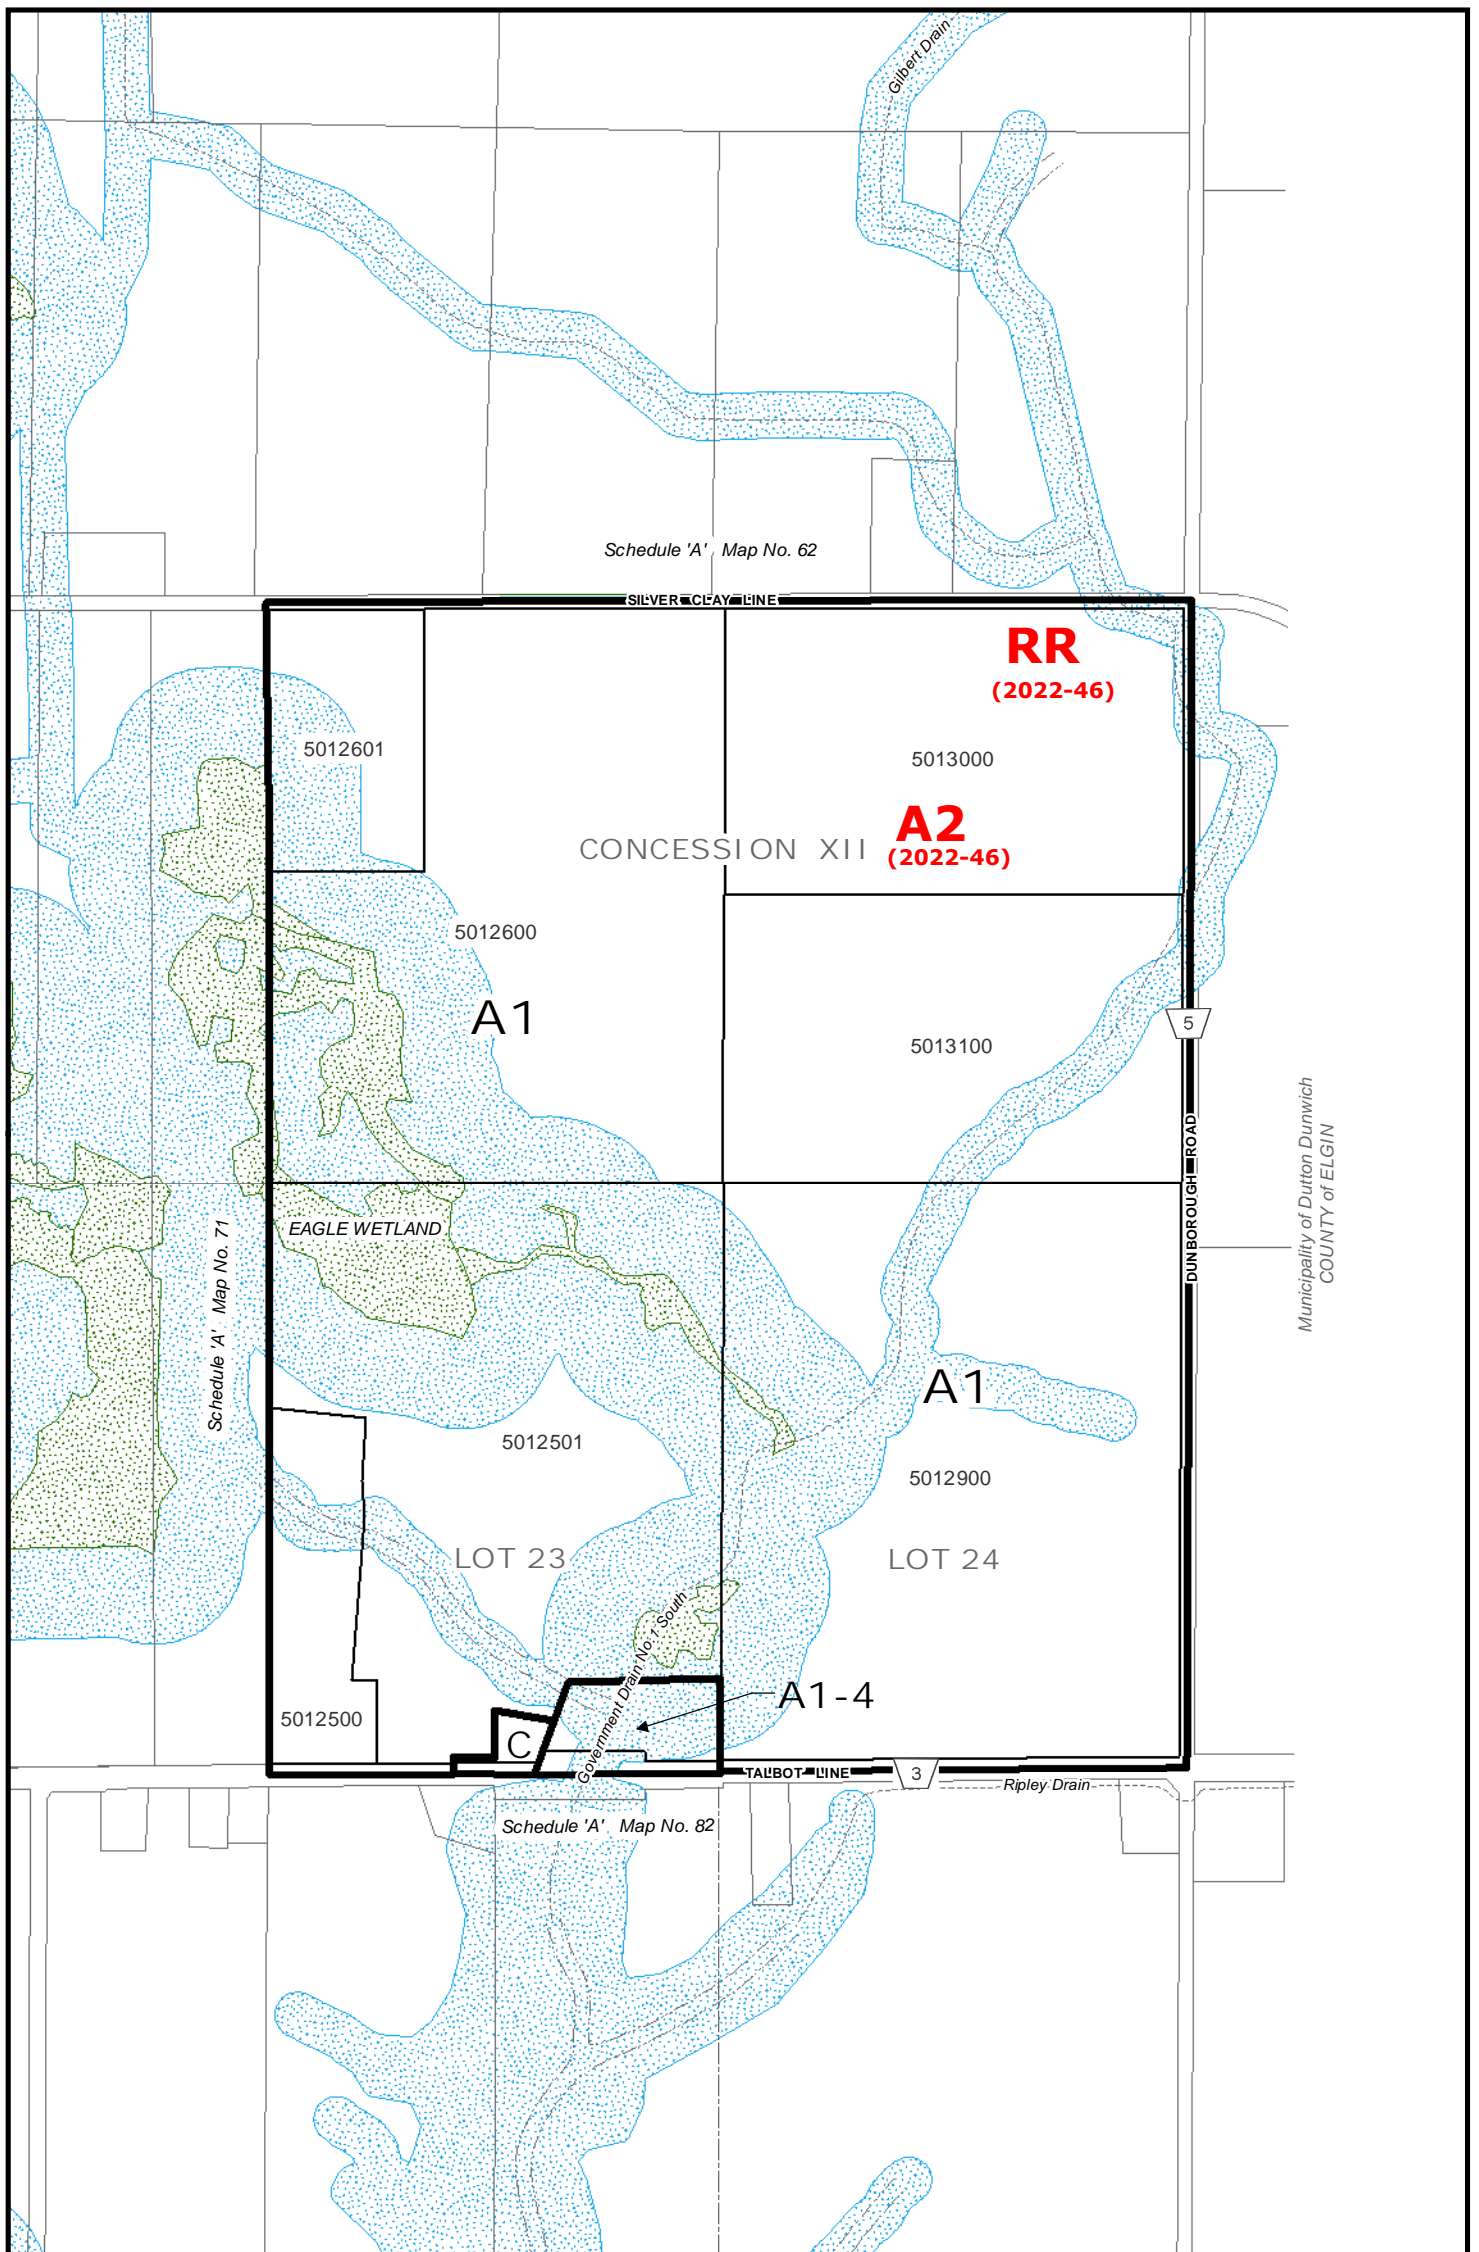 Gilbert Drain
Schedule 'A' Map No. 62
SILVER CLAY LINE
RR
(2022-46)
5012601
5013000
A2
(2022-46)
CONCESSION XII
5012600
A1
5
5013100
DUNBOROUGH ROAD
Municipality of Dutton Dunwich
COUNTY of ELGIN
EAGLE WETLAND
Schedule 'A' Map No. 71
A1
5012501
5012900
LOT 23
LOT 24
Government Drain No 1 South
A1-4
5012500
C
TALBOT LINE
3
Ripley Drain
Schedule 'A' Map No. 82